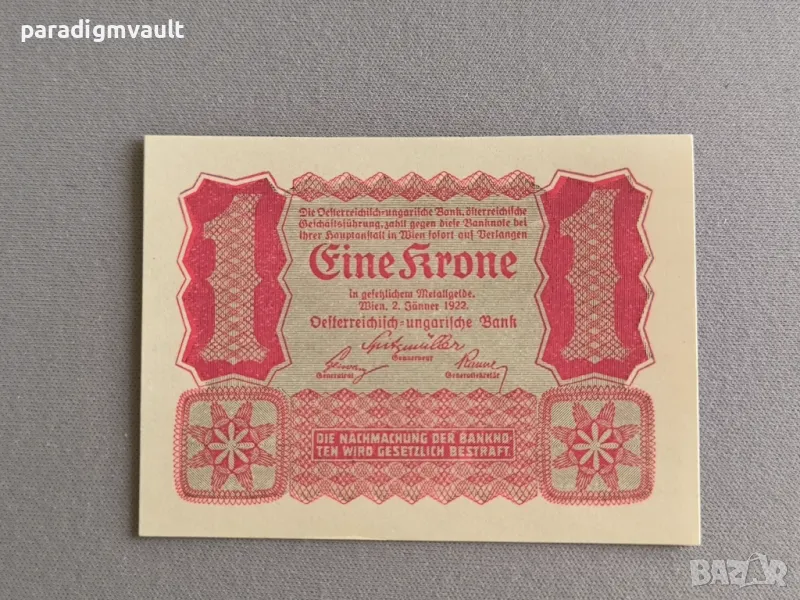 paradigmvault
1
1
Die Oesterreichisch-ungarische Bank, österreichische
Geschäftsführung, zahlt gegen diese Banknote bei
ihrer Hauptanstalt in Wien sofort auf Verlangen
Eine Krone
in gesetzlichem Metallgelde.
Wien, 2. Jänner 1922.
Oesterreichisch-ungarische Bank
Spitzmüller
Gouverneur
Generalrat
Generalsekretär
DIE NACHMACHUNG DER BANKNO-
TEN WIRD GESETZLICH BESTRAFT.
BAZAR